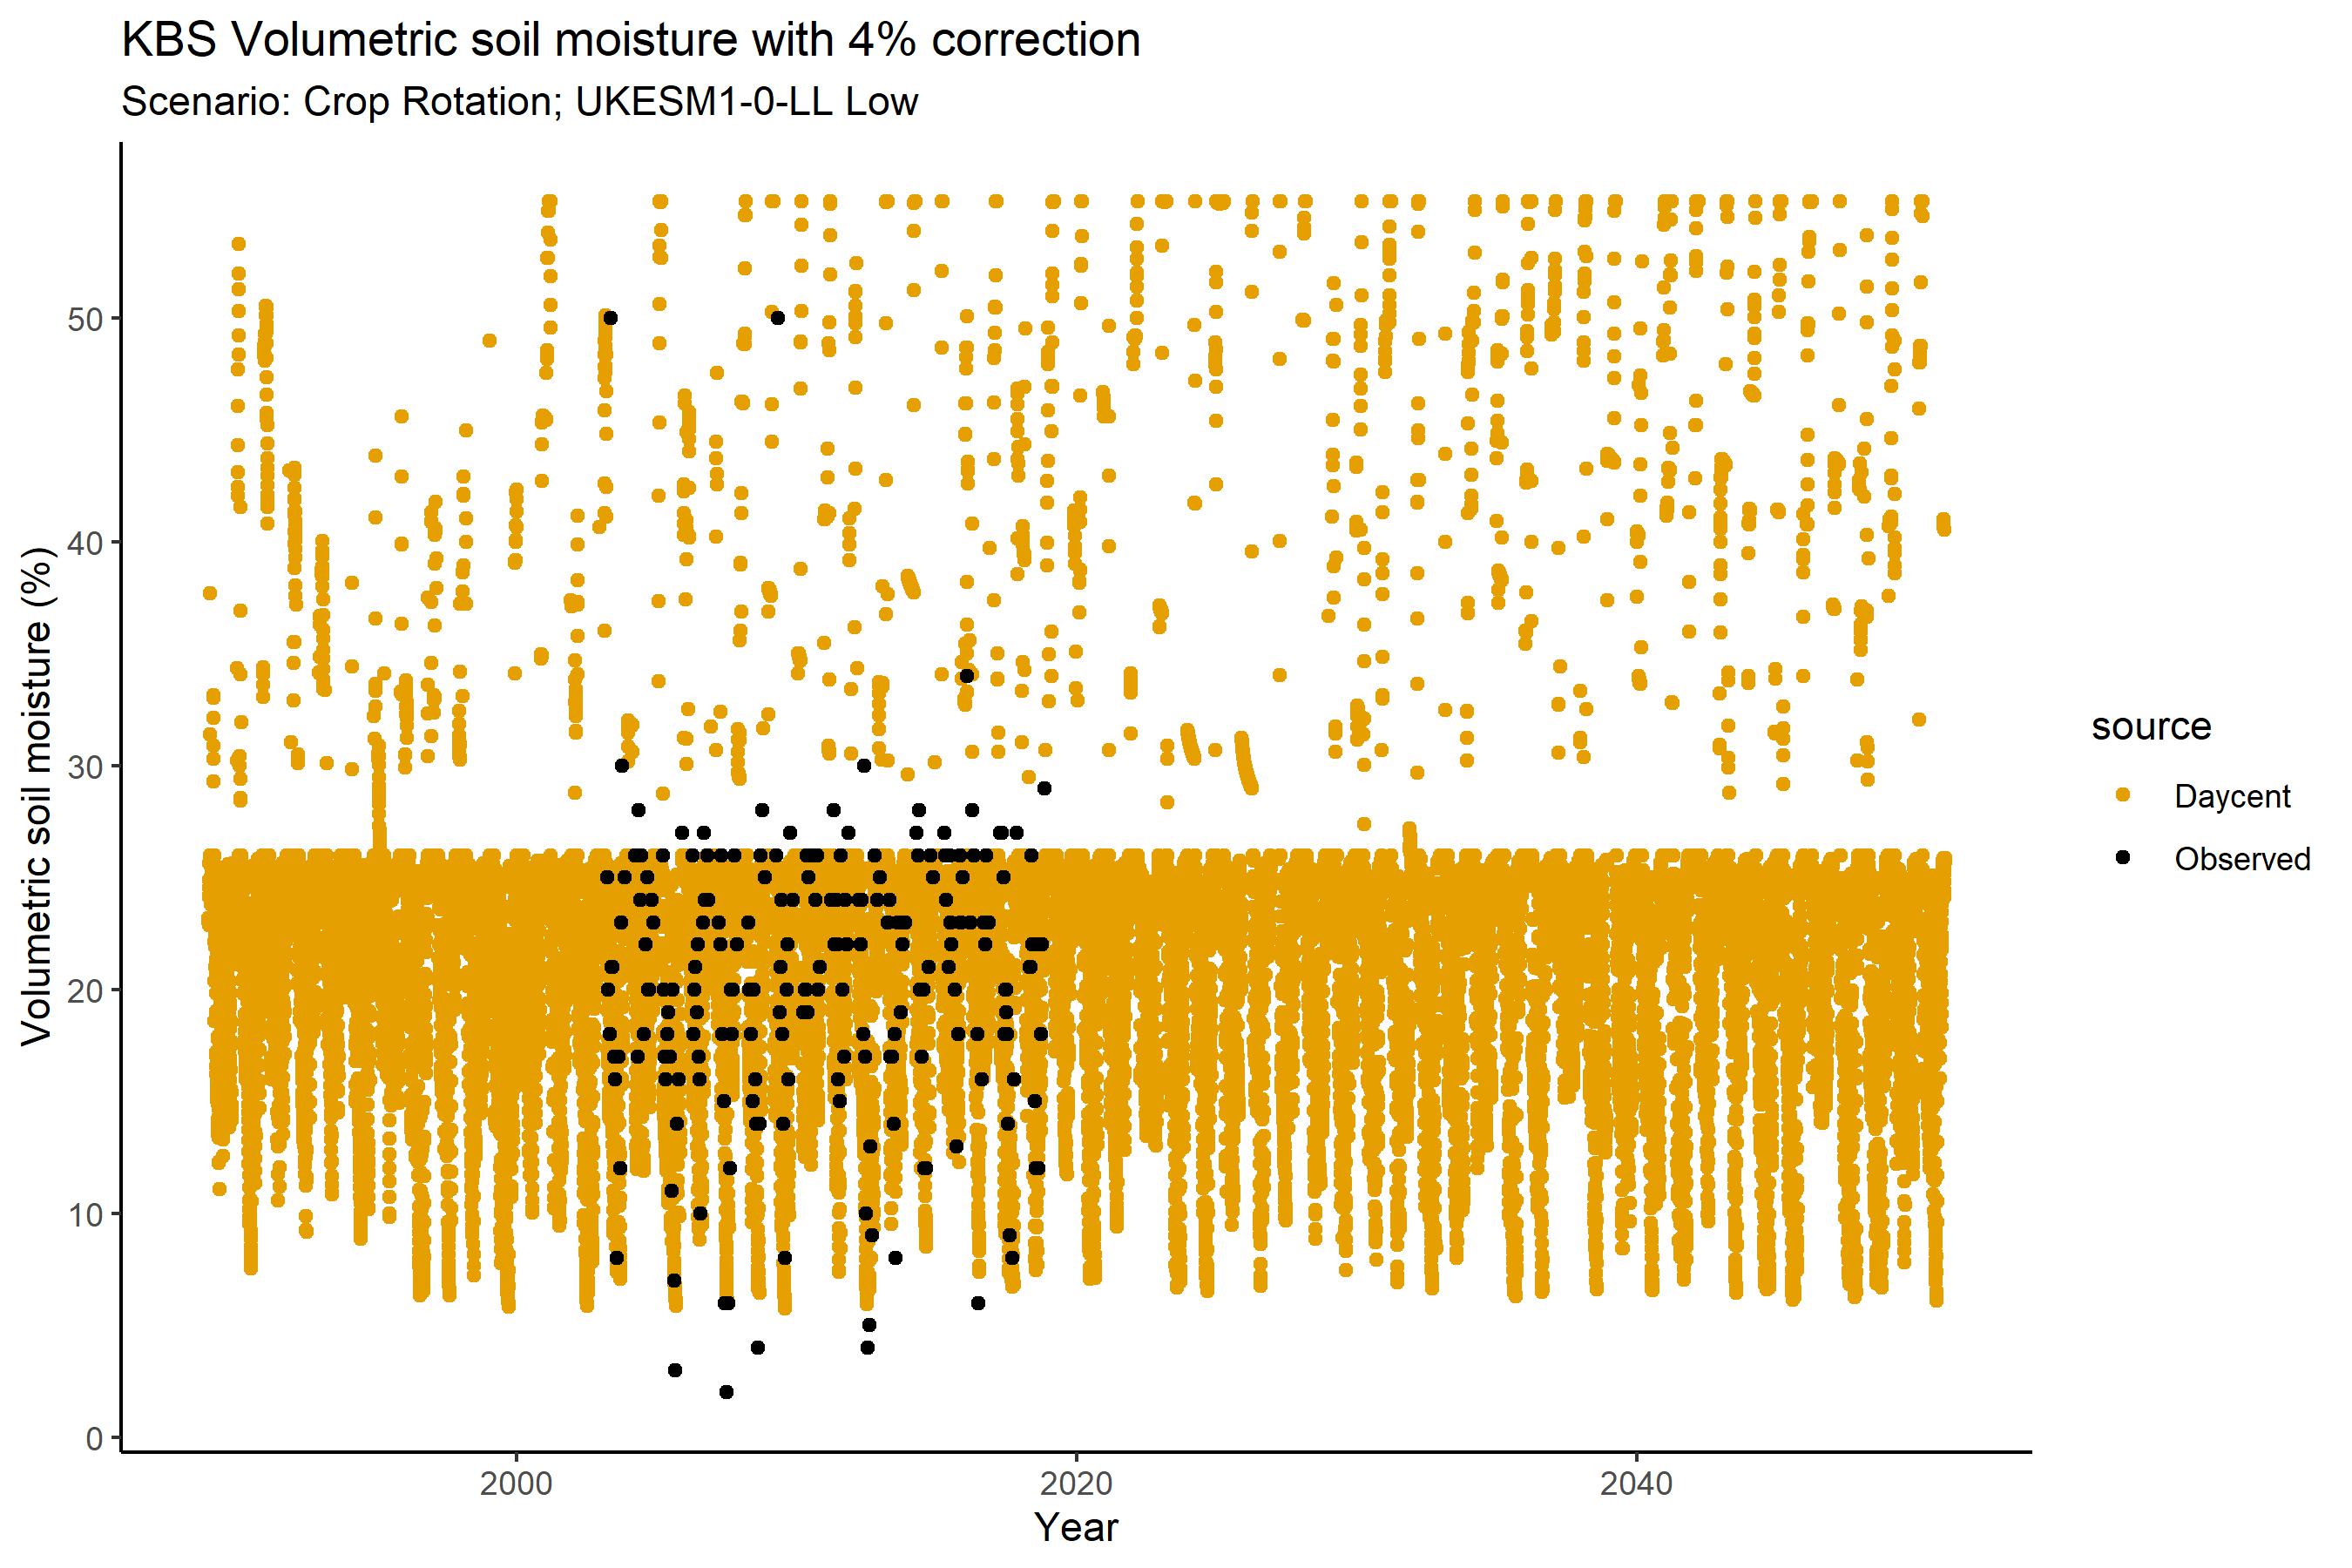 KBS Volumetric soil moisture with 4% correction
Scenario: Crop Rotation; UKESM1-0-LL Low
Volumetric soil moisture (%)
50
40
30
20
10
0
2000
2020
2040
Year
source
Daycent
Observed